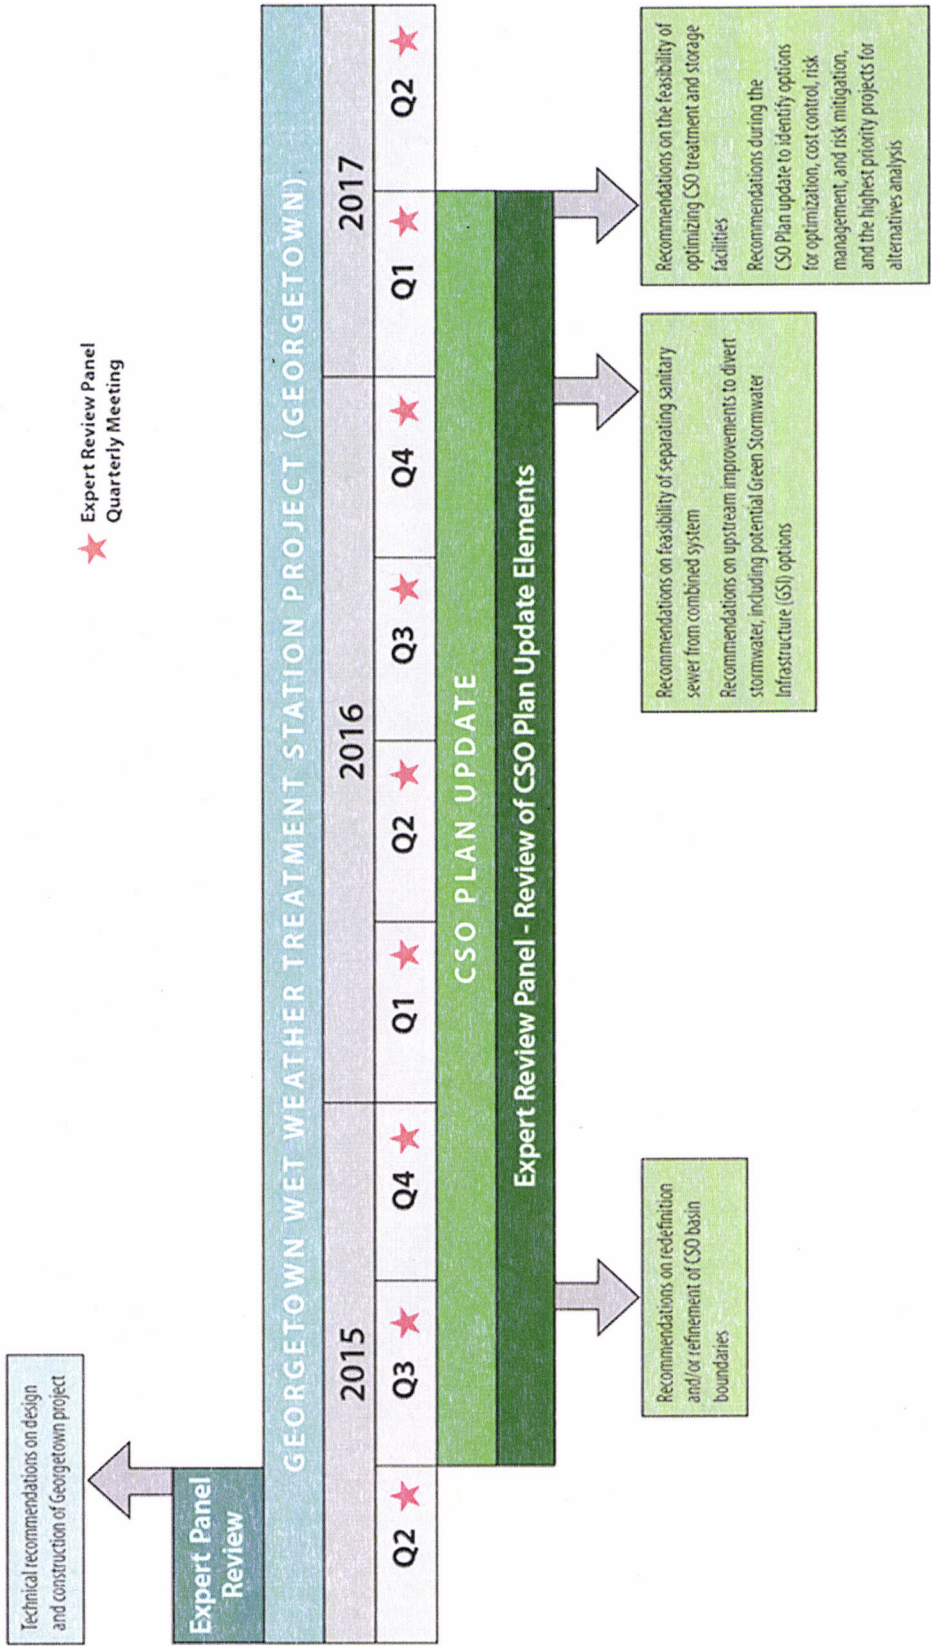 Technical recommendations on design
and construction of Georgetown project
Expert Review Panel
Quarterly Meeting
Expert Panel
Review
GEORGETOWN WET WEATHER TREATMENT STATION PROJECT (GEORGETOWN)
2015
2016
2017
Q2
Q3
Q4
Q1
Q2
Q3
Q4
Q1
Q2
CSO PLAN UPDATE
Expert Review Panel - Review of CSO Plan Update Elements
Recommendations on redefinition
and/or refinement of CSO basin
boundaries
Recommendations on feasibility of separating sanitary
sewer from combined system
Recommendations on upstream improvements to divert
stormwater, including potential Green Stormwater
Infrastructure (GSI) options
Recommendations on the feasibility of
optimizing CSO treatment and storage
facilities
Recommendations during the
CSO Plan update to identify options
for optimization, cost control, risk
management, and risk mitigation,
and the highest priority projects for
alternatives analysis